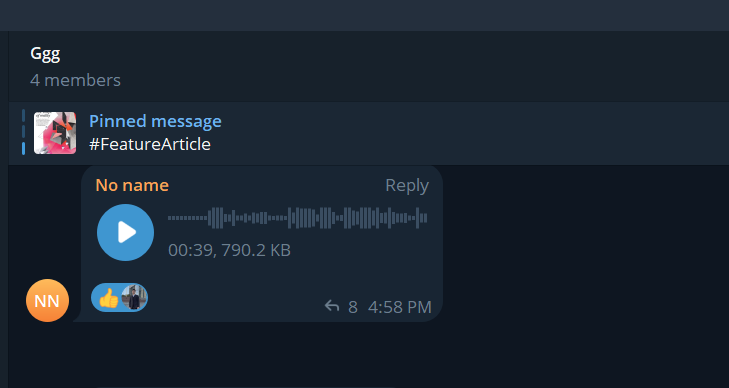 Ggg
4 members
Pinned message
#FeatureArticle
No name Reply
00:39, 790.2 KB
NN
8 4:58 PM